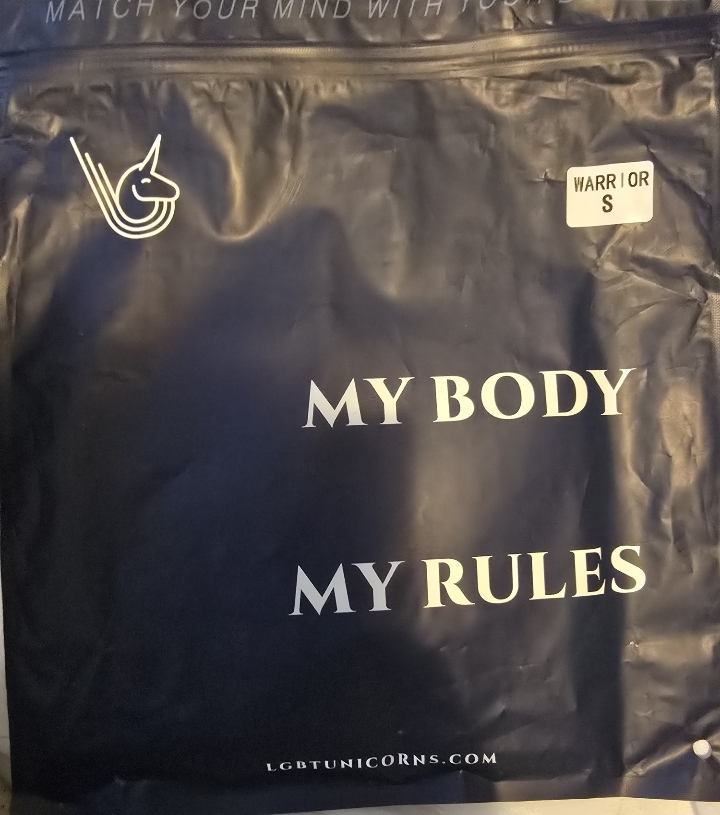 MATCH YOUR MIND WITH YOUR
WARRIOR
S
MY BODY
MY RULES
LGBTUNICORNS.COM